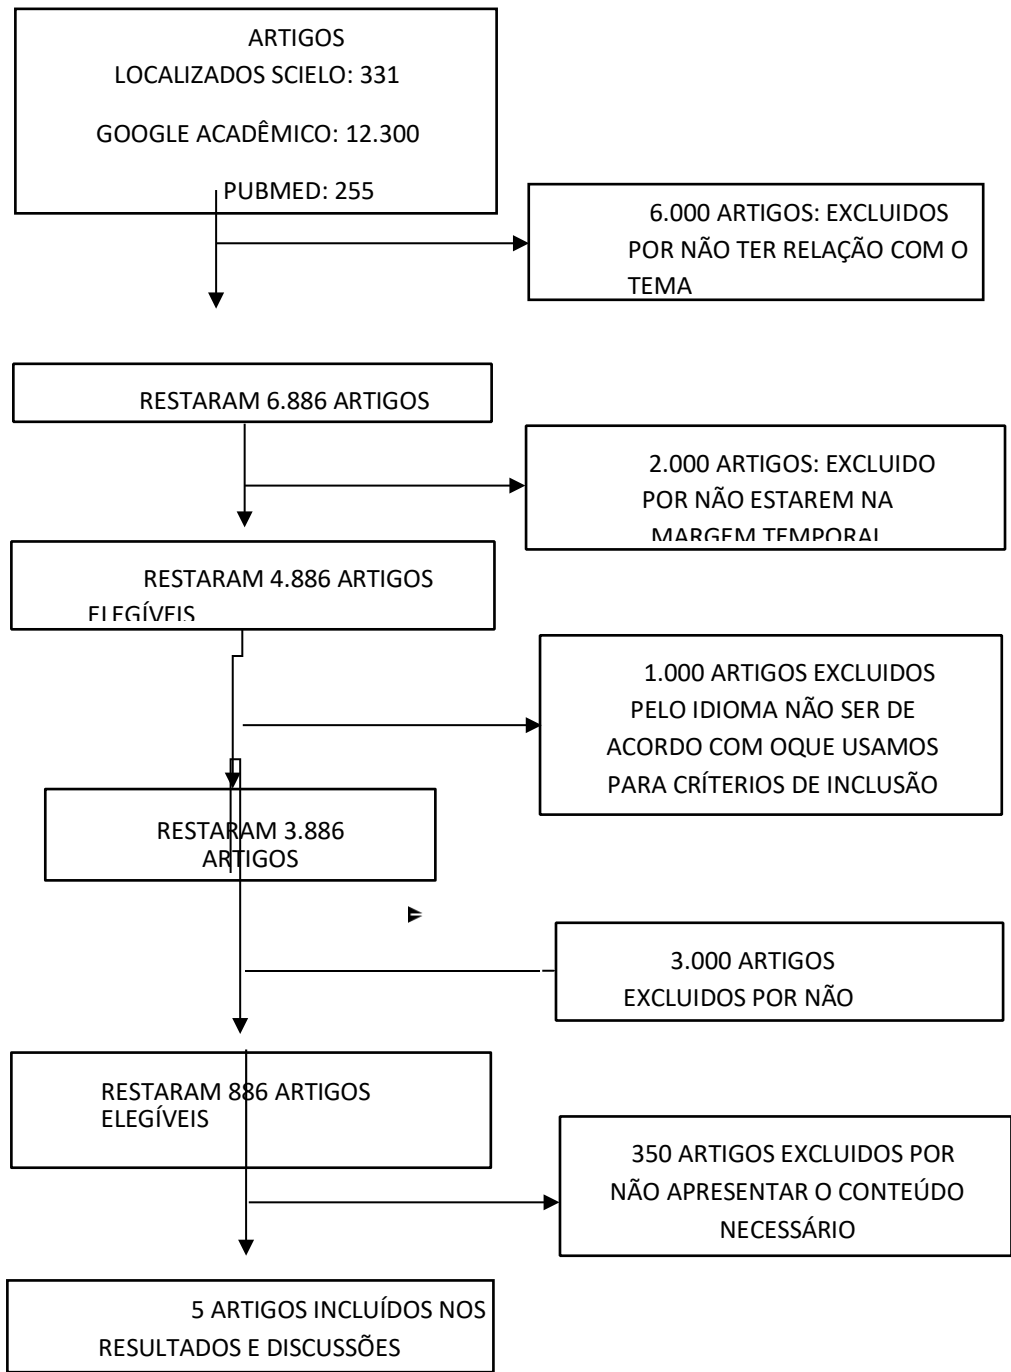 ARTIGOS
LOCALIZADOS SCIELO: 331
GOOGLE ACADÊMICO: 12.300
PUBMED: 255
6.000 ARTIGOS: EXCLUIDOS
POR NÃO TER RELAÇÃO COM O
TEMA
RESTARAM 6.886 ARTIGOS
2.000 ARTIGOS: EXCLUIDO
POR NÃO ESTAREM NA
MARGEM TEMPORAL
RESTARAM 4.886 ARTIGOS
ELEGÍVEIS
1.000 ARTIGOS EXCLUIDOS
PELO IDIOMA NÃO SER DE
ACORDO COM OQUE USAMOS
PARA CRÍTERIOS DE INCLUSÃO
RESTARAM 3.886
ARTIGOS
3.000 ARTIGOS
EXCLUIDOS POR NÃO
RESTARAM 886 ARTIGOS
ELEGÍVEIS
350 ARTIGOS EXCLUIDOS POR
NÃO APRESENTAR O CONTEÚDO
NECESSÁRIO
5 ARTIGOS INCLUÍDOS NOS
RESULTADOS E DISCUSSÕES